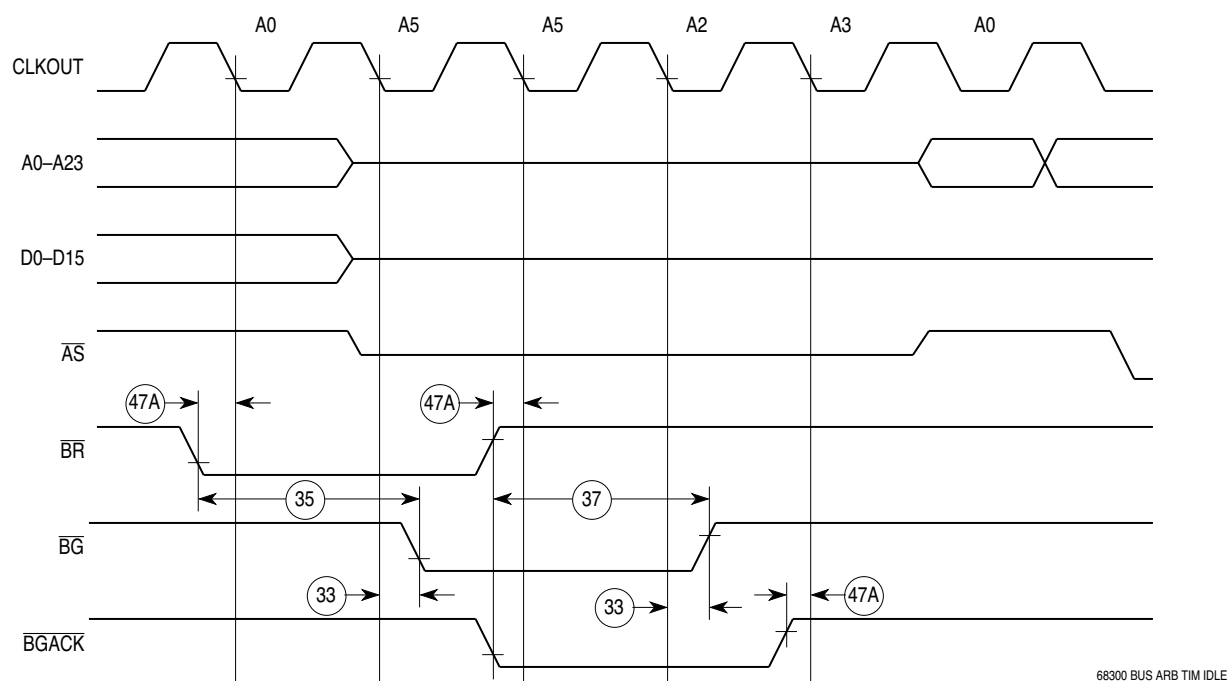 A0 A5 A5 A2 A3 A0
CLKOUT
A0–A23
D0–D15
AS
47A 47A
BR
35 37
BG
33 33 47A
BGACK
68300 BUS ARB TIM IDLE